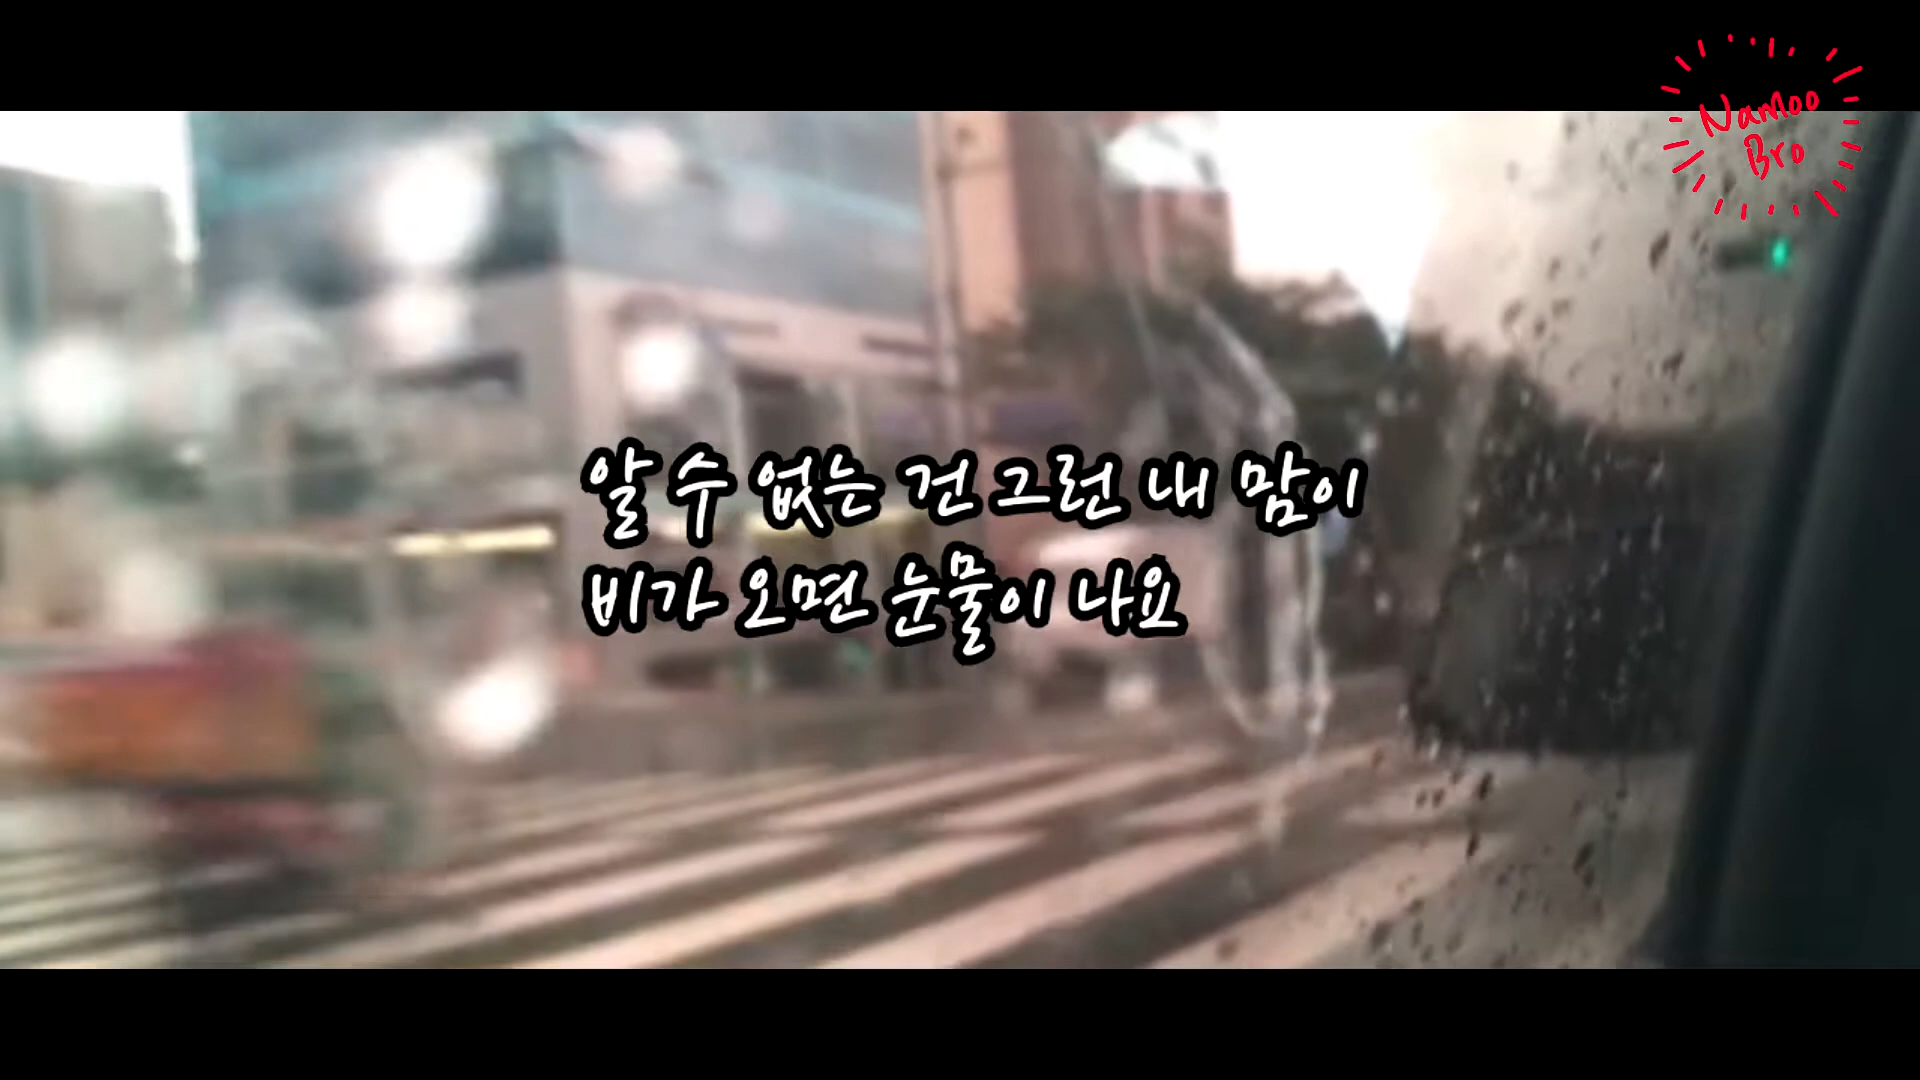 Namoo
Bro
알 수 없는 건 그런 내 맘이
비가 오면 눈물이 나요